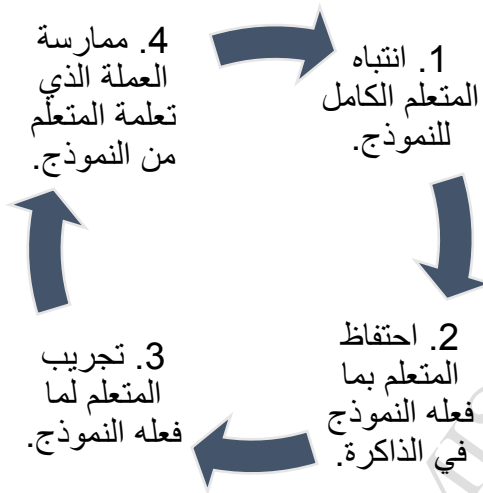 1. انتباه
المتعلم الكامل
للنموذج.
2. احتفاظ
المتعلم بما
فعله النموذج
في الذاكرة.
3. تجريب
المتعلم لما
فعله النموذج.
4. ممارسة
العملة الذي
تعلمة المتعلم
من النموذج.